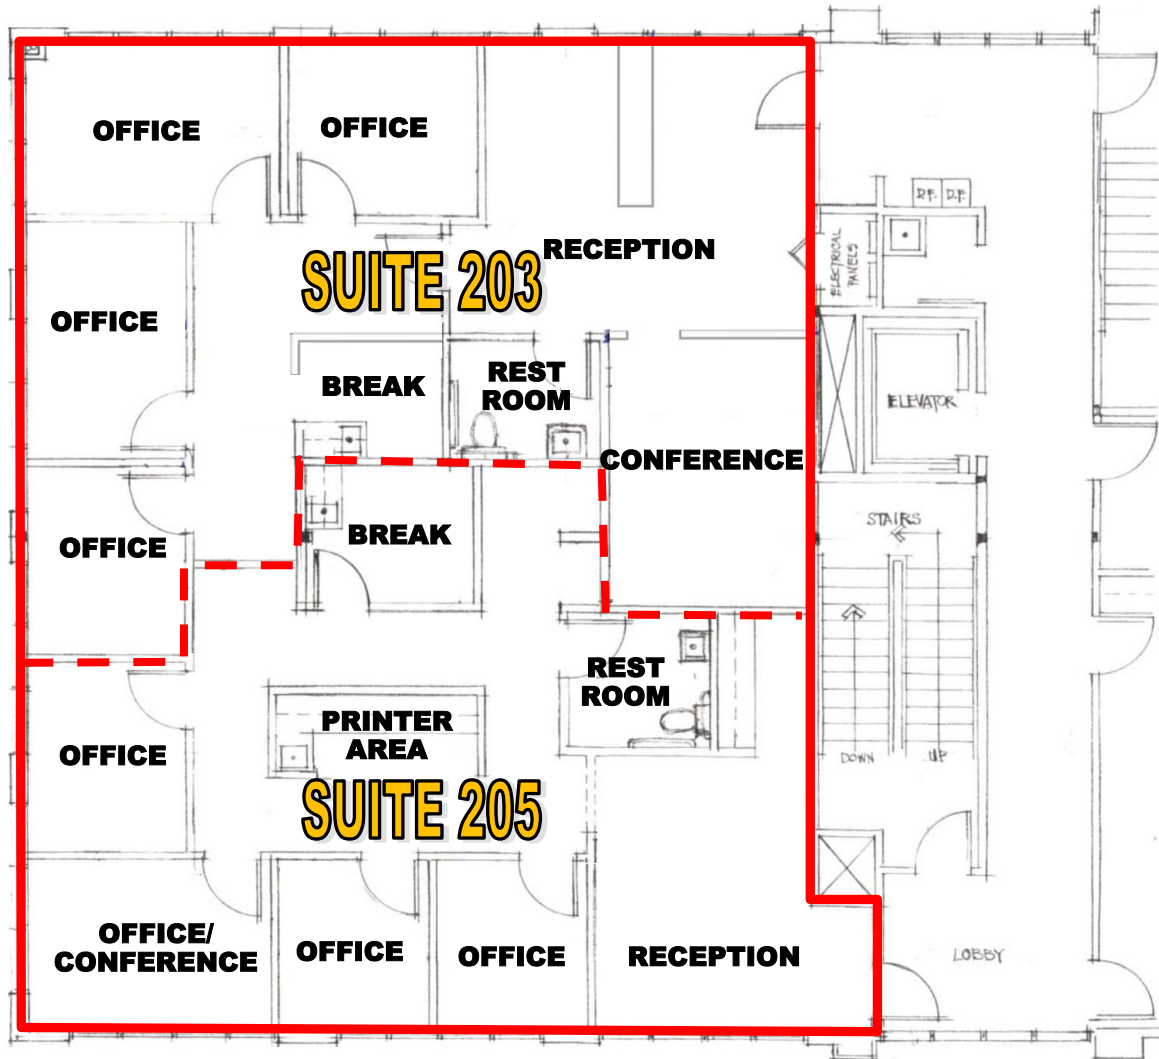 OFFICE
OFFICE
D.F. D.F.
RECEPTION
ELECTRICAL
PANELS
SUITE 203
OFFICE
BREAK
REST
ROOM
ELEVATOR
CONFERENCE
STAIRS
BREAK
OFFICE
REST
ROOM
PRINTER
AREA
OFFICE
DOWN
UP
SUITE 205
OFFICE/
CONFERENCE
OFFICE
OFFICE
RECEPTION
LOBBY